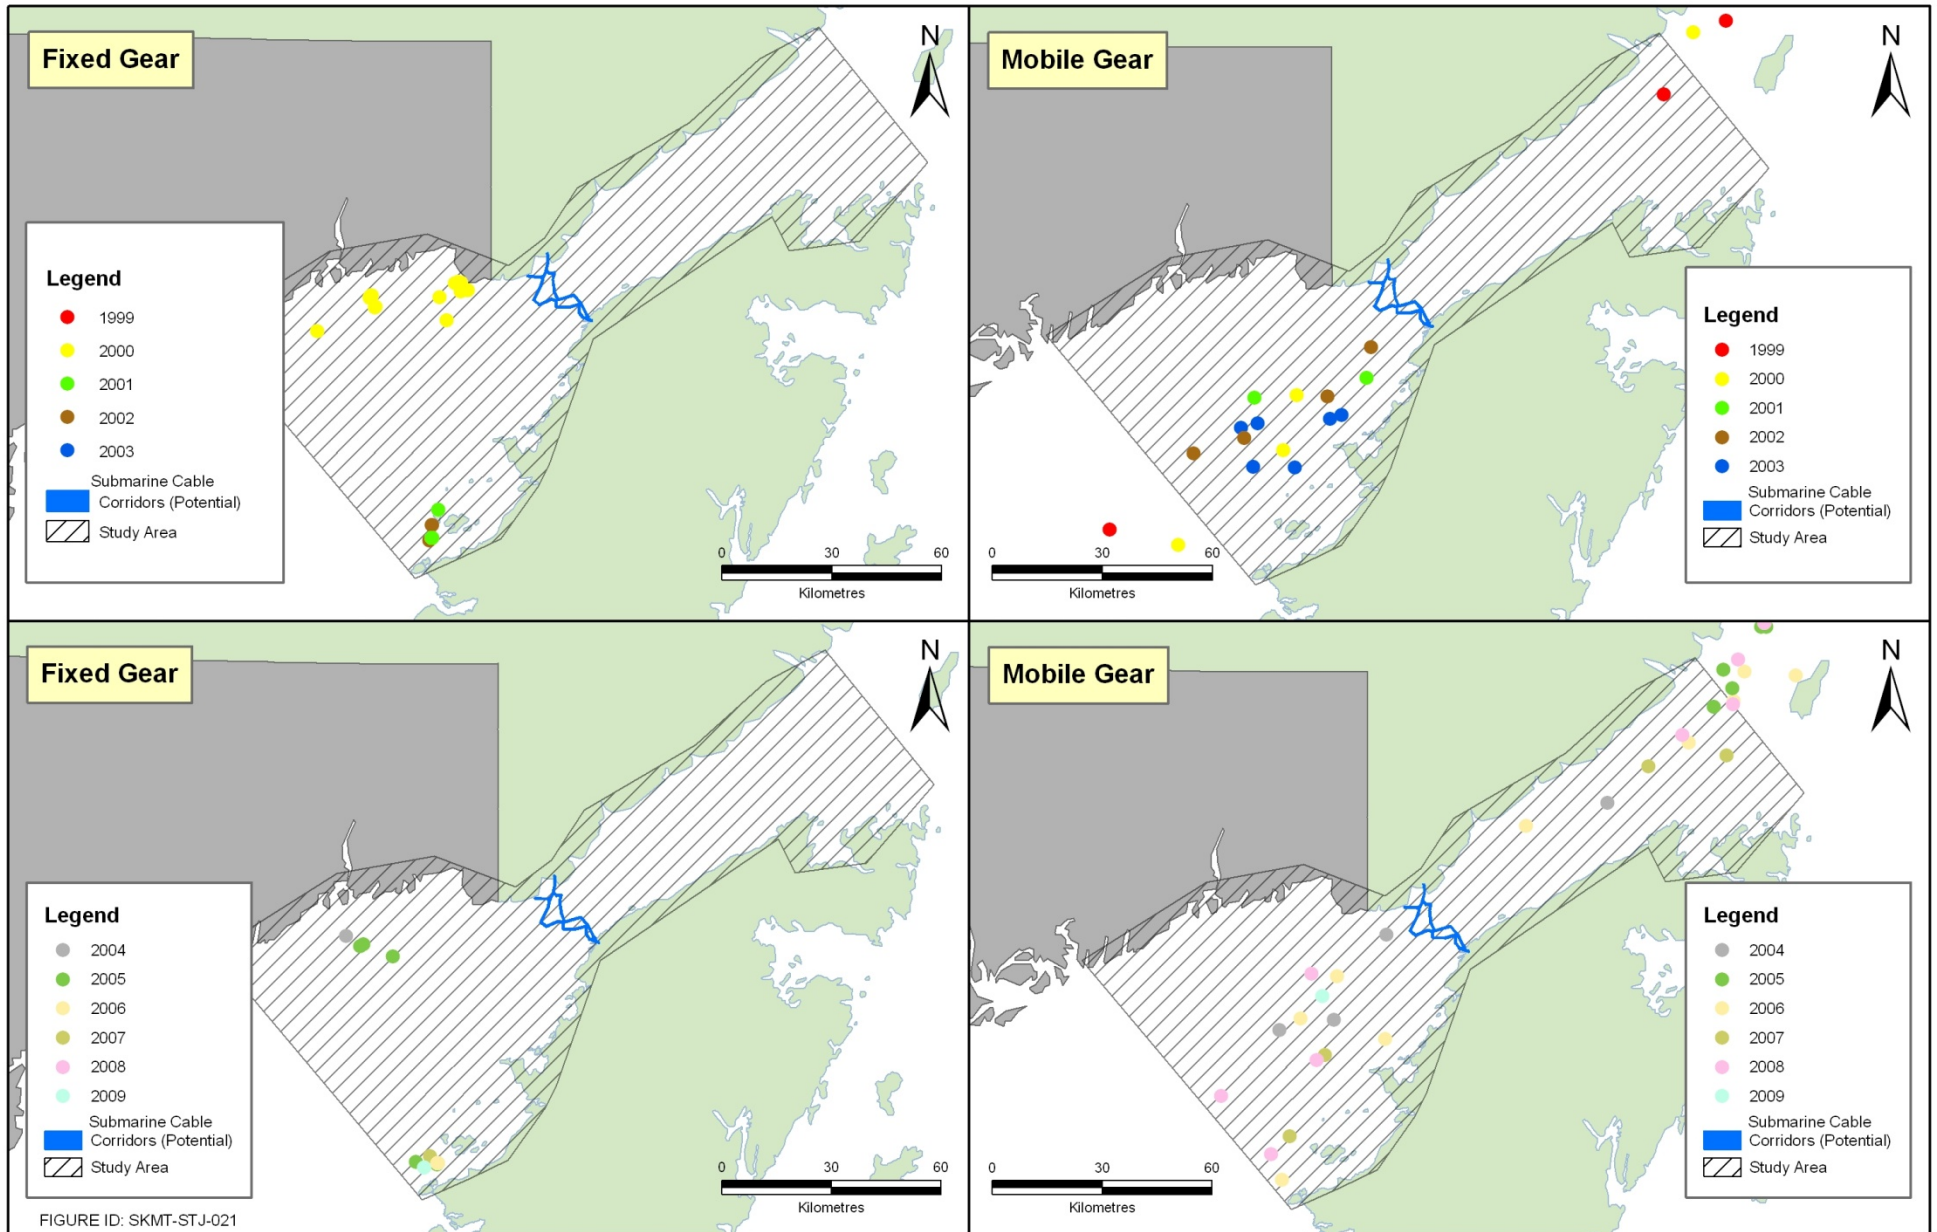 Fixed Gear
N
Legend
1999
2000
2001
2002
2003
Submarine Cable
Corridors (Potential)
Study Area
0 30 60
Kilometres
Mobile Gear
N
Legend
1999
2000
2001
2002
2003
Submarine Cable
Corridors (Potential)
Study Area
0 30 60
Kilometres
Fixed Gear
N
Legend
2004
2005
2006
2007
2008
2009
Submarine Cable
Corridors (Potential)
Study Area
0 30 60
Kilometres
FIGURE ID: SKMT-STJ-021
Mobile Gear
N
Legend
2004
2005
2006
2007
2008
2009
Submarine Cable
Corridors (Potential)
Study Area
0 30 60
Kilometres